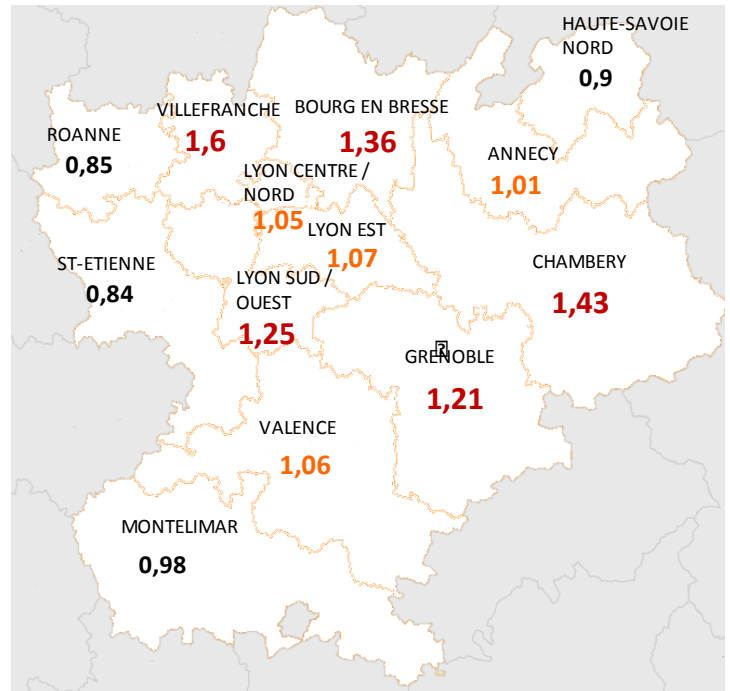 HAUTE-SAVOIE
NORD
0,9
VILLEFRANCHE
1,6
BOURG EN BRESSE
1,36
ROANNE
0,85
ANNECY
1,01
LYON CENTRE /
NORD
1,05
LYON EST
1,07
ST-ETIENNE
0,84
CHAMBERY
1,43
LYON SUD /
OUEST
1,25
GRENOBLE
1,21
VALENCE
1,06
MONTELIMAR
0,98